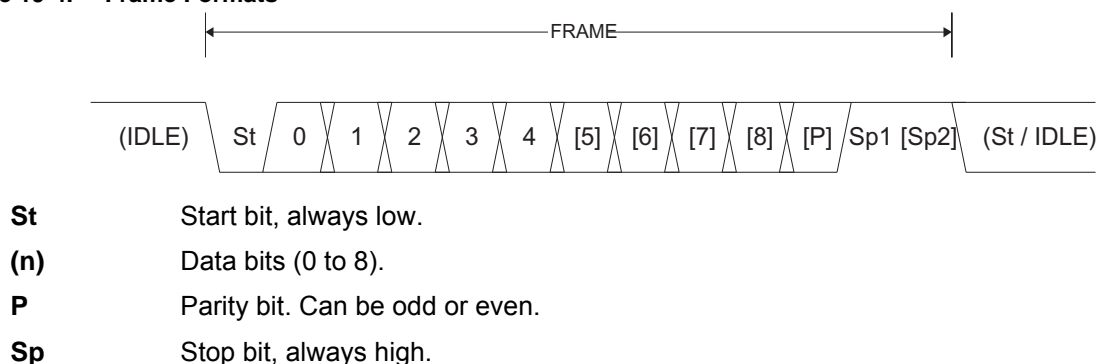 Frame Formats
FRAME
(IDLE) St 0 1 2 3 4 [5] [6] [7] [8] [P] Sp1 [Sp2] (St / IDLE)
St Start bit, always low.
(n) Data bits (0 to 8).
P Parity bit. Can be odd or even.
Sp Stop bit, always high.